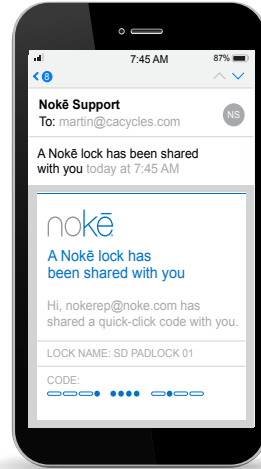 7:45 AM
87%
8
Nokē Support
To: martin@cacycles.com
NS
A Nokē lock has been shared
with you today at 7:45 AM
nokē
A Nokē lock has
been shared with you
Hi, nokerep@noke.com has
shared a quick-click code with you.
LOCK NAME: SD PADLOCK 01
CODE: